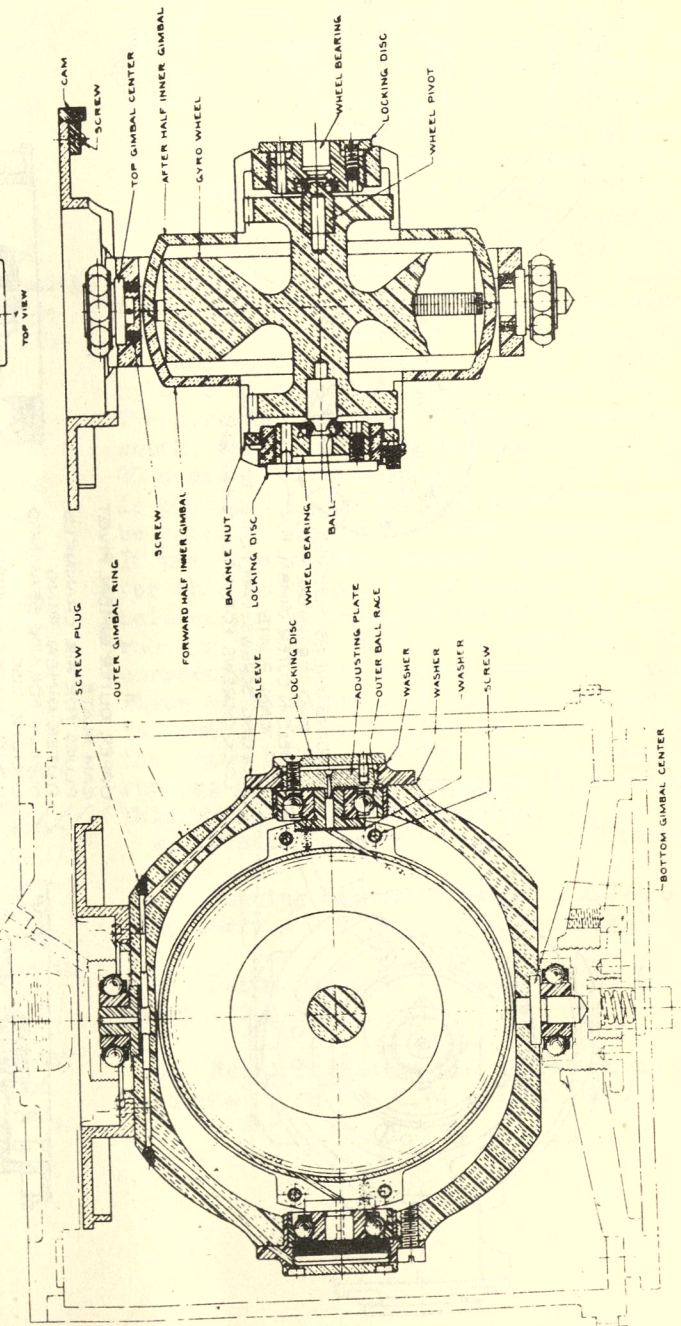 TOP VIEW
CAM
SCREW
TOP GIMBAL CENTER
AFTER HALF INNER GIMBAL
GYRO WHEEL
WHEEL BEARING
LOCKING DISC
WHEEL PIVOT
SCREW
FORWARD HALF INNER GIMBAL
BALANCE NUT
LOCKING DISC
WHEEL BEARING
BALL
SCREW PLUG
OUTER GIMBAL RING
SLEEVE
LOCKING DISC
ADJUSTING PLATE
OUTER BALL RACE
WASHER
WASHER
WASHER
SCREW
BOTTOM GIMBAL CENTER